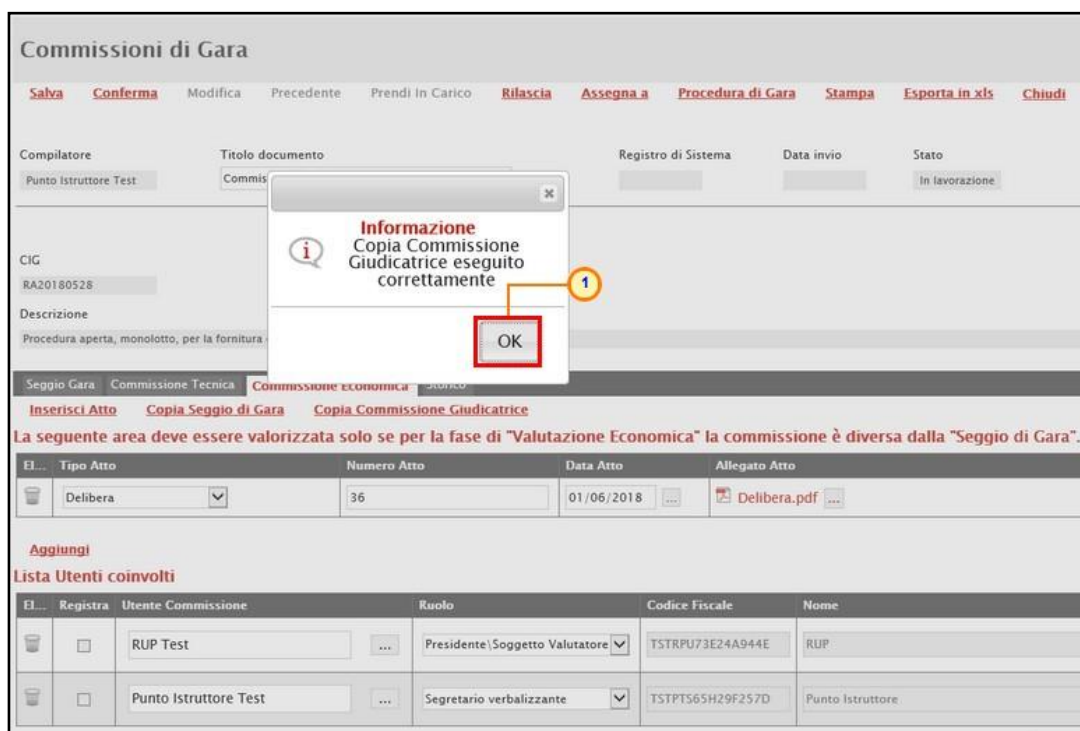 Commissioni di Gara
Salva Conferma Modifica Precedente Prendi In Carico Rilascia Assegna a Procedura di Gara Stampa Esporta in xls Chiudi
Compilatore Titolo documento Registro di Sistema Data invio Stato
Punto Istruttore Test Commis In lavorazione
Informazione
Copia Commissione
Giudicatrice eseguito
correttamente
1
OK
CIG
RA20180528
Descrizione
Procedura aperta, monolotto, per la fornitura
Seggio Gara Commissione Tecnica Commissione Economica Storico
Inserisci Atto Copia Seggio di Gara Copia Commissione Giudicatrice
La seguente area deve essere valorizzata solo se per la fase di "Valutazione Economica" la commissione è diversa dalla "Seggio di Gara".
El... Tipo Atto Numero Atto Data Atto Allegato Atto
Delibera 36 01/06/2018 ... Delibera.pdf ...
Aggiungi
Lista Utenti coinvolti
El... Registra Utente Commissione Ruolo Codice Fiscale Nome
RUP Test ... Presidente\Soggetto Valutatore TSTRPU73E24A944E RUP
Punto Istruttore Test ... Segretario verbalizzante TSTPTS65H29F257D Punto Istruttore